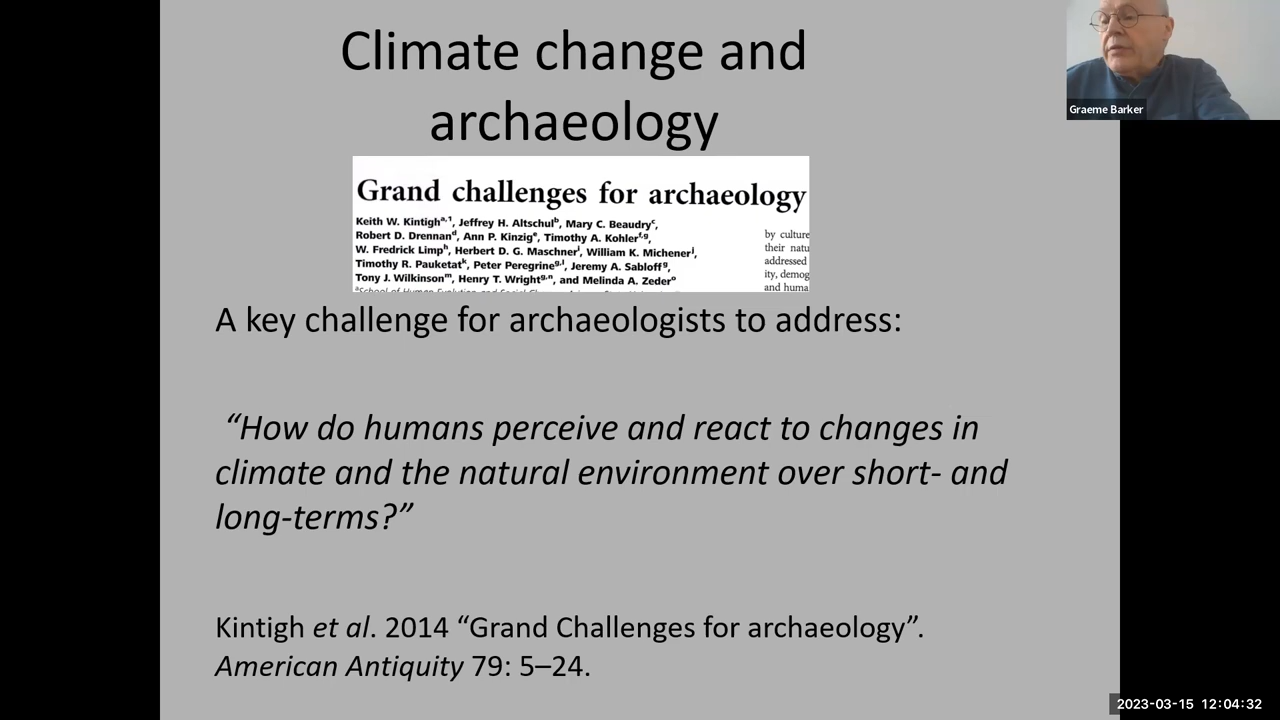 Climate change and
archaeology
Grand challenges for archaeology
Keith W. Kintigh a,1, Jeffrey H. Altschul b, Mary C. Beaudry c,
Robert D. Drennan d, Ann P. Kinzig e, Timothy A. Kohler f,g,
W. Fredrick Limp h, Herbert D. G. Maschner i, William K. Michener j,
Timothy R. Pauketat k, Peter Peregrine g,l, Jeremy A. Sabloff g,
Tony J. Wilkinson m, Henry T. Wright g,n, and Melinda A. Zeder o
by culture
their natu
addressed
ity, demog
and huma
A key challenge for archaeologists to address:
“How do humans perceive and react to changes in
climate and the natural environment over short- and
long-terms?”
Kintigh et al. 2014 “Grand Challenges for archaeology”.
American Antiquity 79: 5–24.
Graeme Barker
2023-03-15 12:04:32